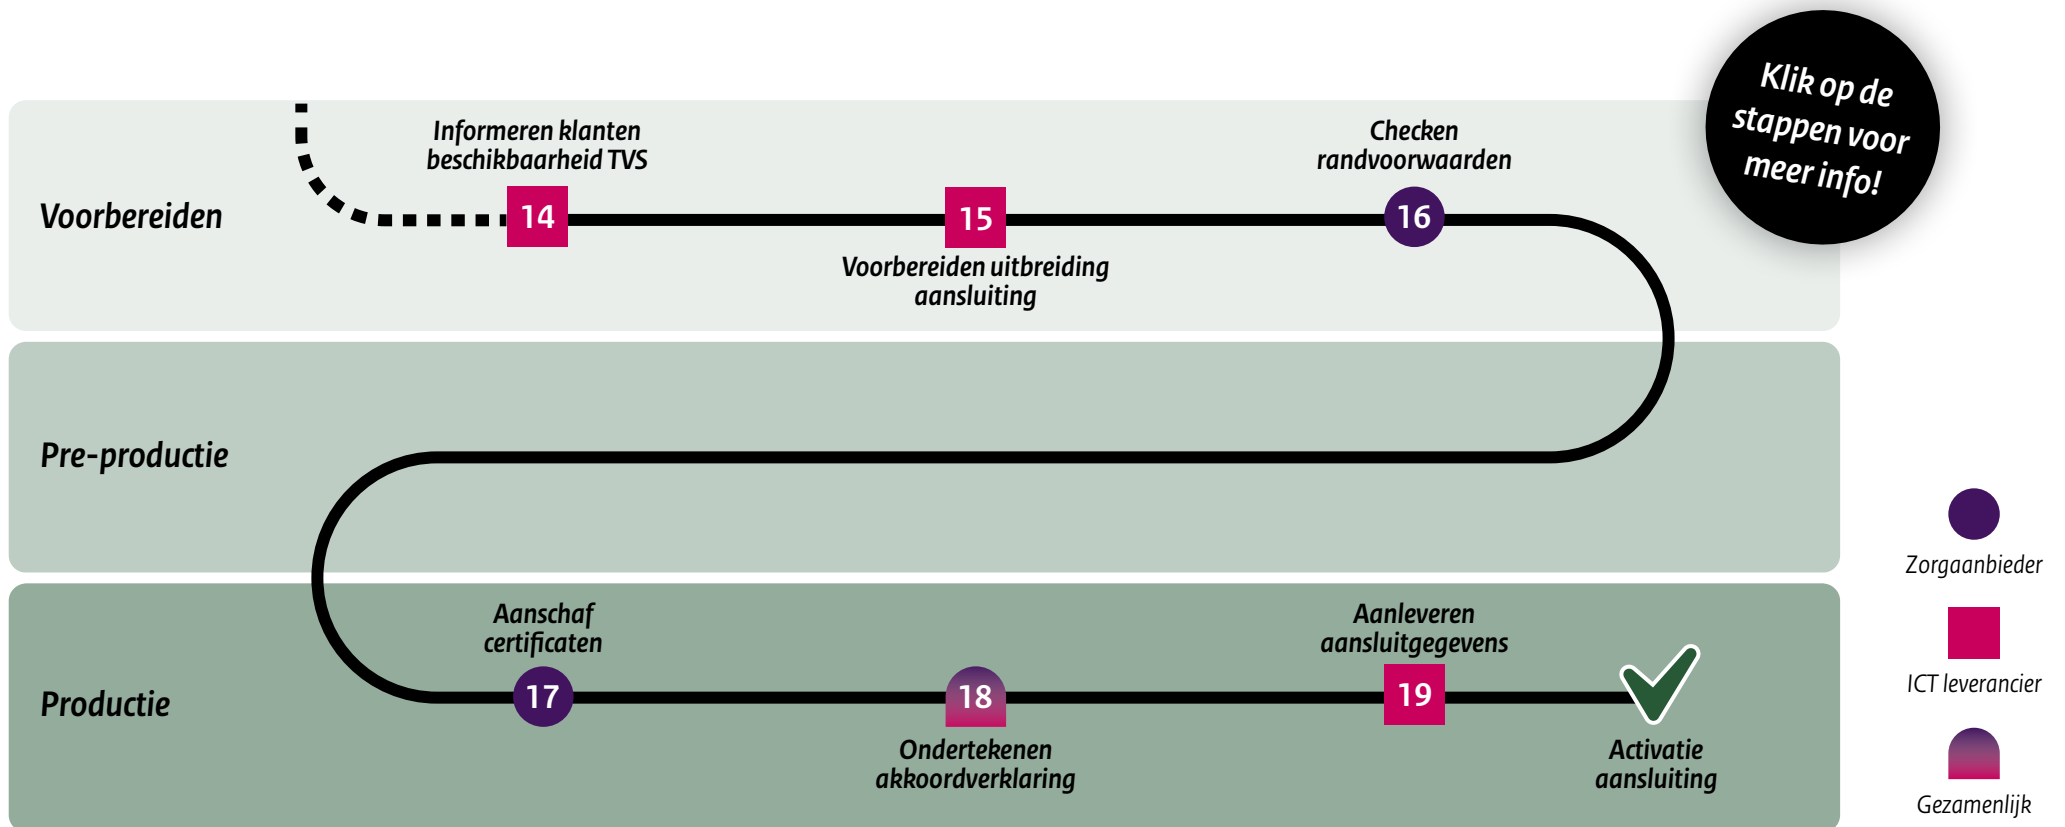 Klik op de
stappen voor
meer info!
Voorbereiden
Informeren klanten
beschikbaarheid TVS
14
15
Voorbereiden uitbreiding
aansluiting
Checken
randvoorwaarden
16
Pre-productie
Productie
Aanschaf
certificaten
17
18
Ondertekenen
akkoordverklaring
Aanleveren
aansluitgegevens
19
Activatie
aansluiting
Zorgaanbieder
ICT leverancier
Gezamenlijk